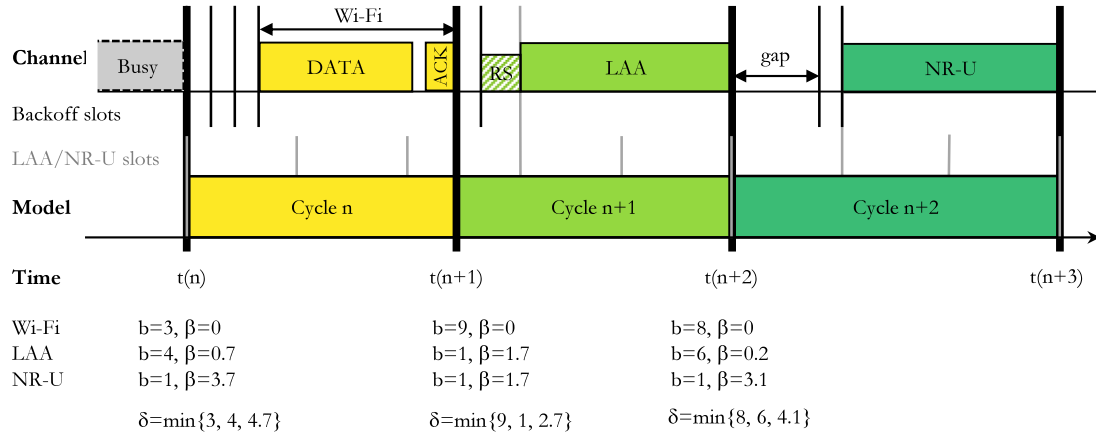 Wi-Fi
Channel Busy DATA ACK RS LAA gap NR-U
Backoff slots
LAA/NR-U slots
Model Cycle n Cycle n+1 Cycle n+2
Time t(n) t(n+1) t(n+2) t(n+3)
Wi-Fi b=3, β=0 b=9, β=0 b=8, β=0
LAA b=4, β=0.7 b=1, β=1.7 b=6, β=0.2
NR-U b=1, β=3.7 b=1, β=1.7 b=1, β=3.1
δ=min{3, 4, 4.7} δ=min{9, 1, 2.7} δ=min{8, 6, 4.1}